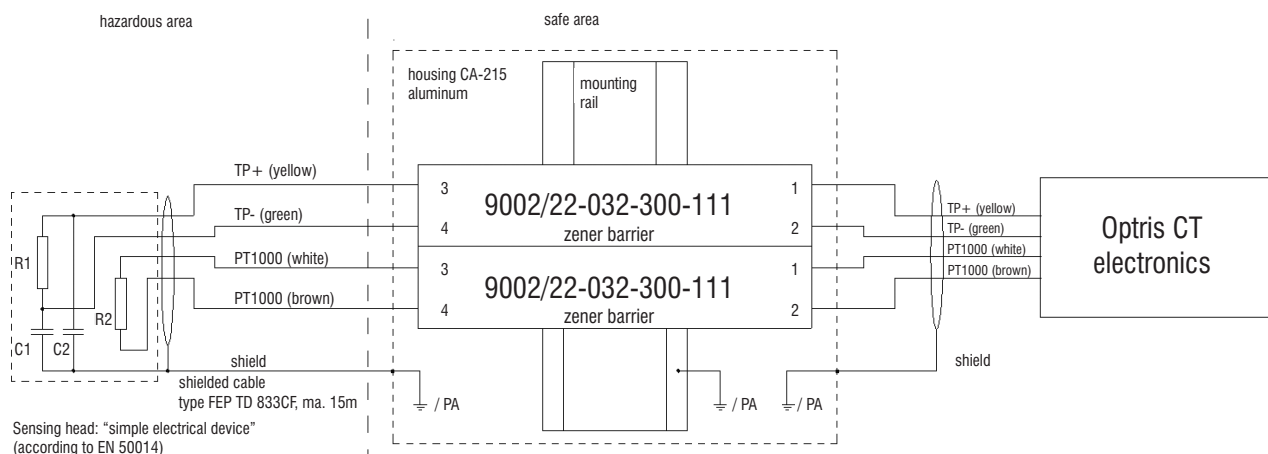 hazardous area
safe area
housing CA-215
aluminum
mounting
rail
TP+ (yellow)
3
1
9002/22-032-300-111
TP- (green)
4
2
zener barrier
PT1000 (white)
3
1
9002/22-032-300-111
PT1000 (brown)
4
2
zener barrier
TP+ (yellow)
TP- (green)
PT1000 (white)
PT1000 (brown)
Optris CT
electronics
R1
R2
C1
C2
shield
shielded cable
type FEP TD 833CF, ma. 15m
/ PA
/ PA
/ PA
shield
Sensing head: “simple electrical device”
(according to EN 50014)